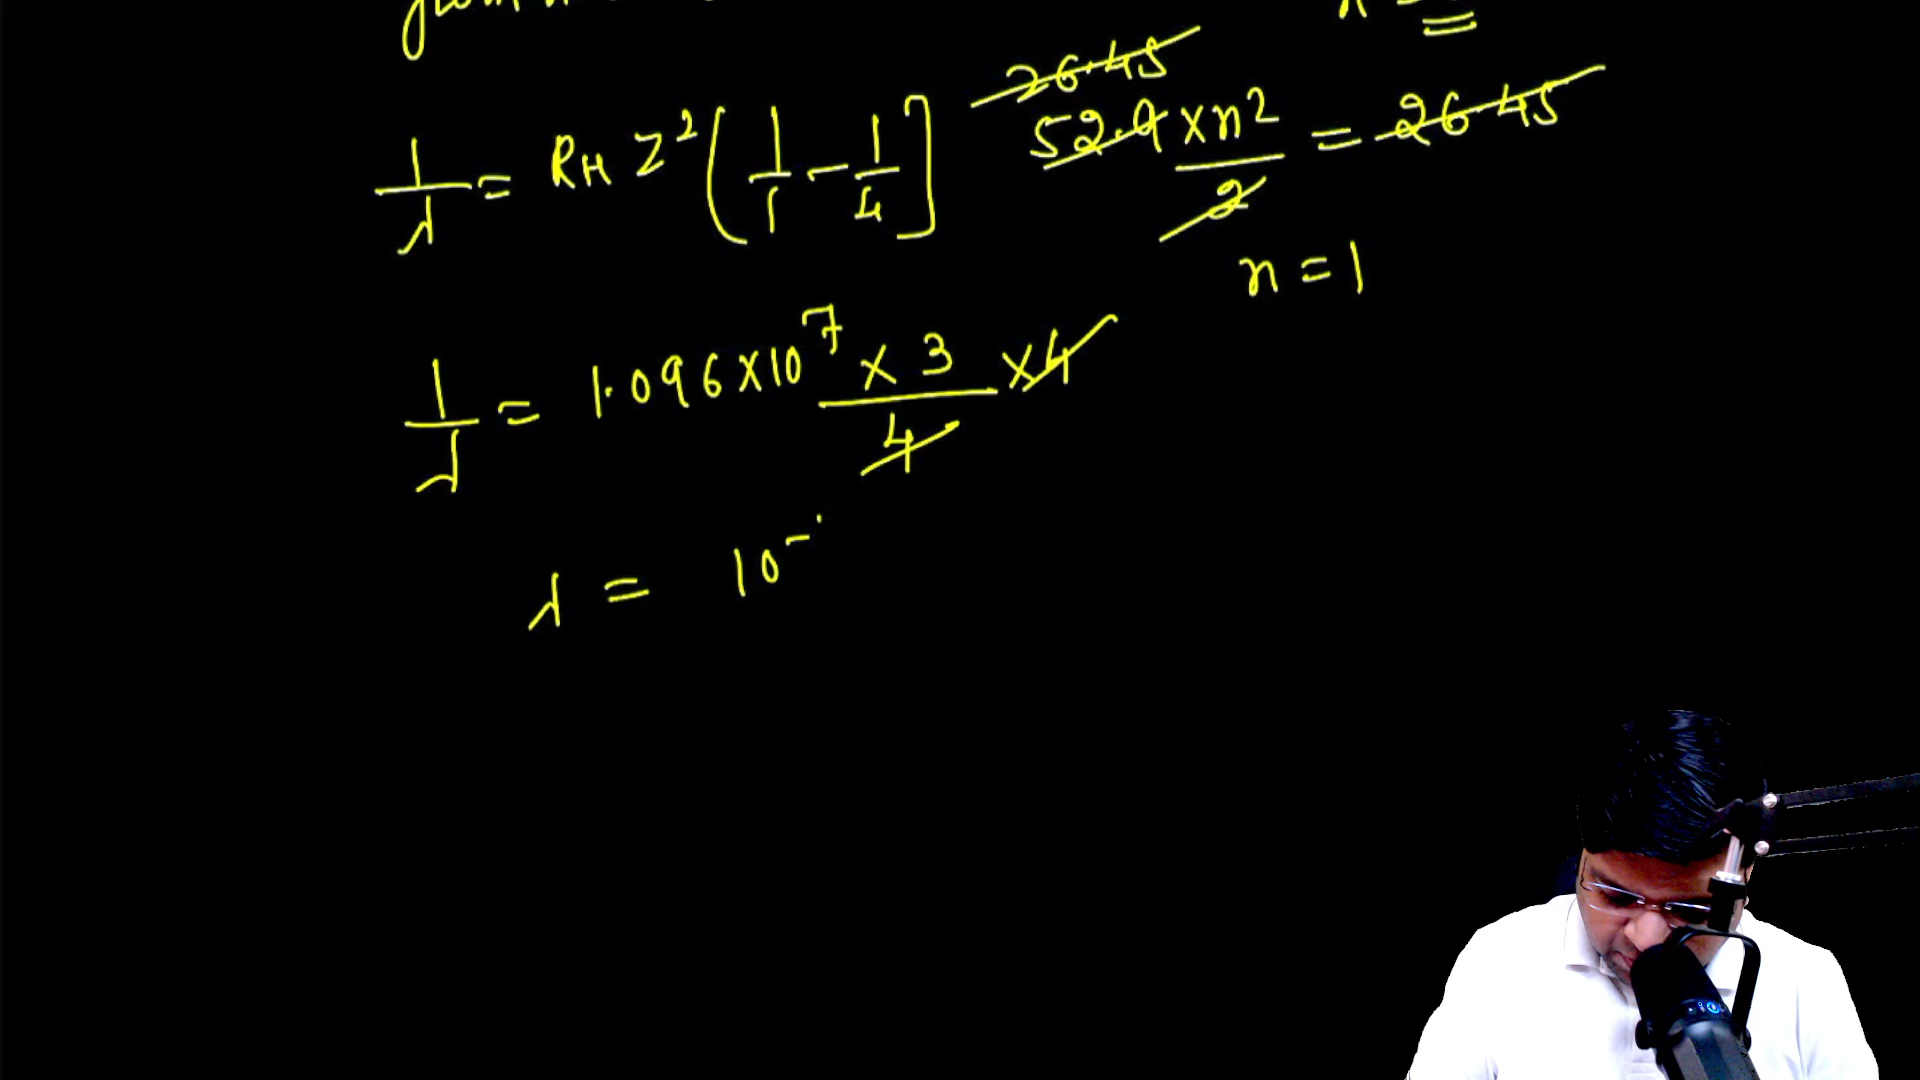 1/λ = RH Z² (1/1 - 1/4]
26.45
52.9 × n² / 2 = 26.45
n = 1
1/λ = 1.096 × 10⁷ × 3 / 4 × 4
λ = 10⁻